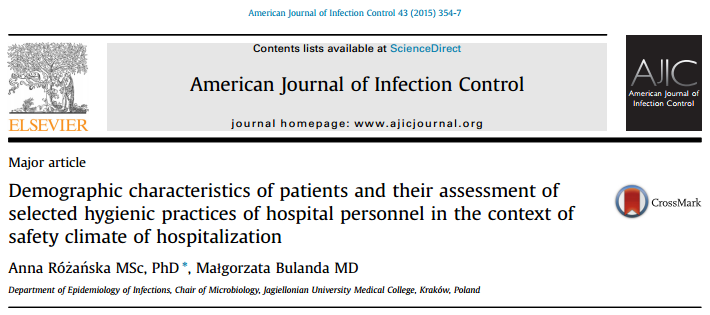 American Journal of Infection Control 43 (2015) 354-7
Contents lists available at ScienceDirect
American Journal of Infection Control
journal homepage: www.ajicjournal.org
ELSEVIER
AJIC
American Journal of
Infection Control
Major article
Demographic characteristics of patients and their assessment of
selected hygienic practices of hospital personnel in the context of
safety climate of hospitalization
CrossMark
Anna Różańska MSc, PhD*, Małgorzata Bulanda MD
Department of Epidemiology of Infections, Chair of Microbiology, Jagiellonian University Medical College, Kraków, Poland